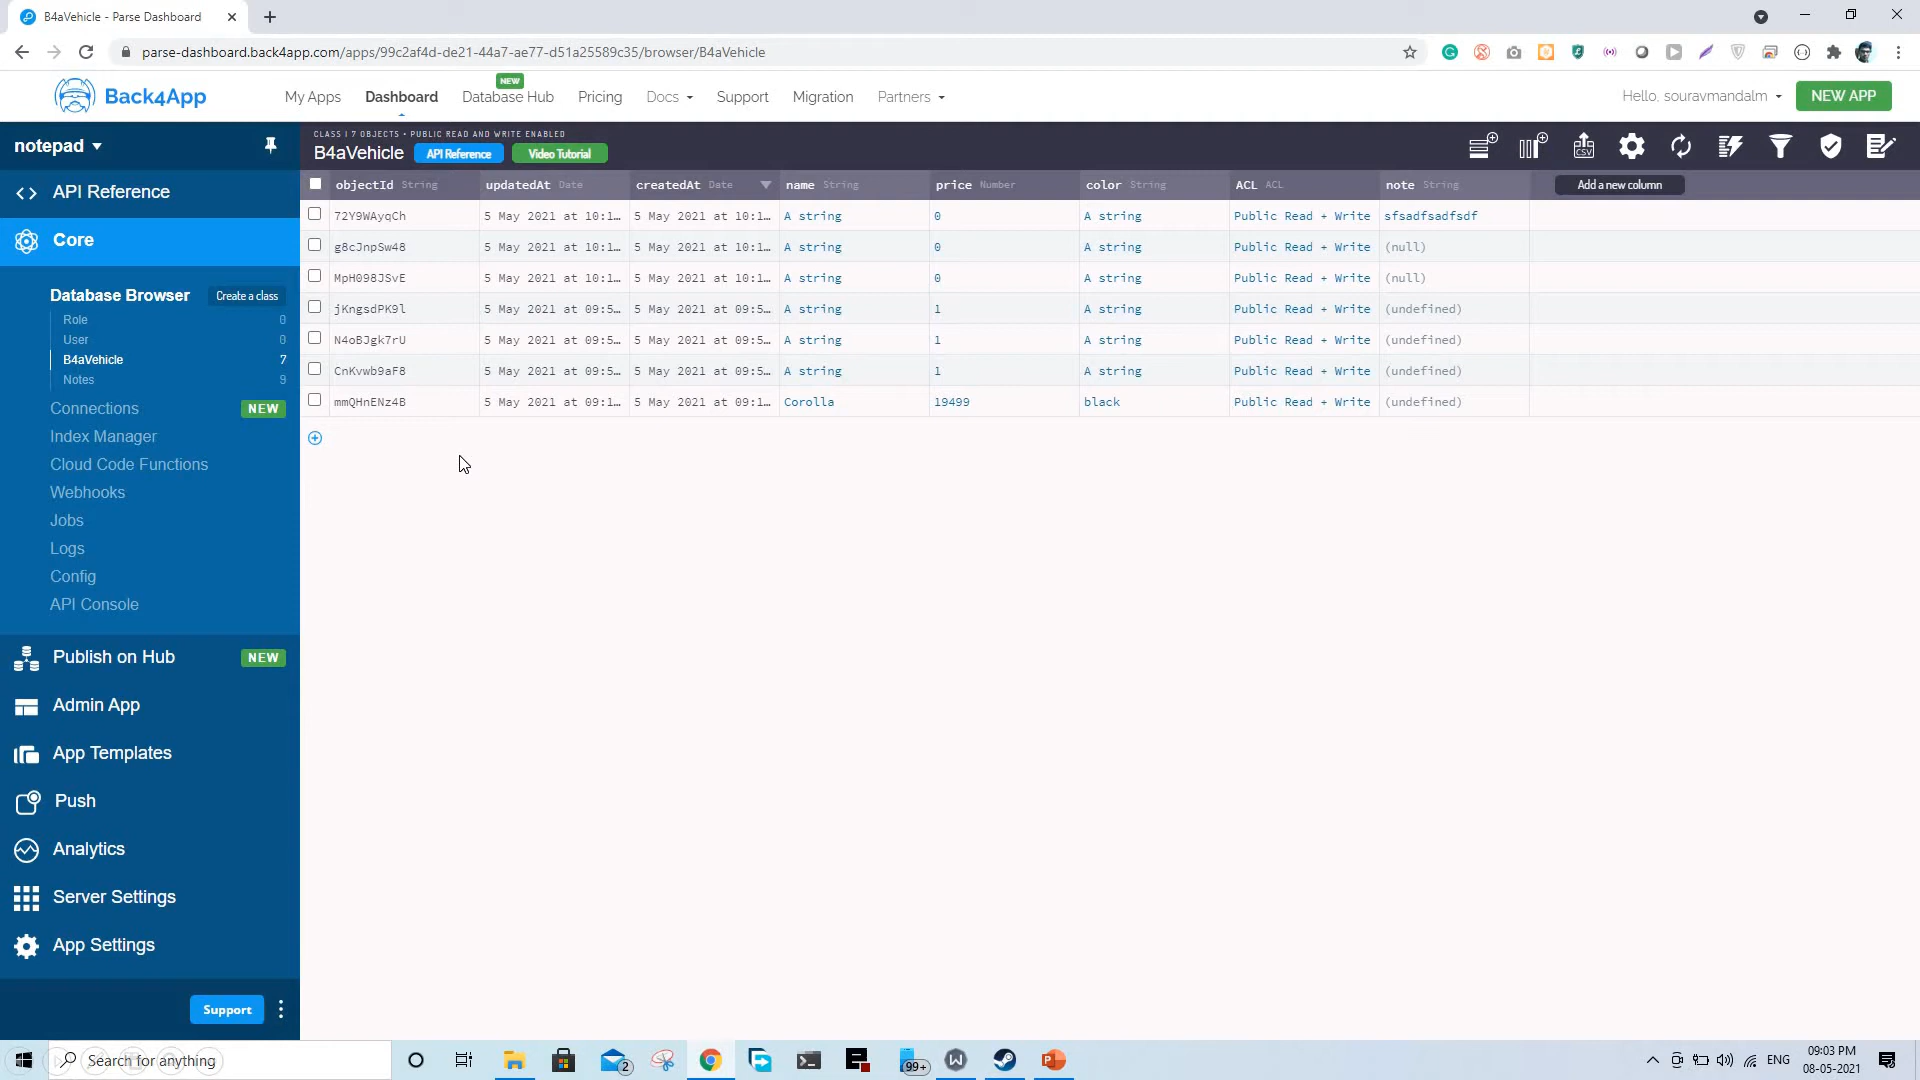 B4aVehicle - Parse Dashboard
parse-dashboard.back4app.com/apps/99c2af4d-de21-44a7-ae77-d51a25589c35/browser/B4aVehicle
NEW
Back4App My Apps Dashboard Database Hub Pricing Docs Support Migration Partners Hello, souravmandalm NEW APP
notepad
CLASS | 7 OBJECTS • PUBLIC READ AND WRITE ENABLED
B4aVehicle API Reference Video Tutorial
CSV
objectId String updatedAt Date createdAt Date name String price Number color String ACL ACL note String Add a new column
72Y9WAyqCh 5 May 2021 at 10:1… 5 May 2021 at 10:1… A string 0 A string Public Read + Write sfsadfsadfsdf
g8cJnpSw48 5 May 2021 at 10:1… 5 May 2021 at 10:1… A string 0 A string Public Read + Write (null)
MpH098JSvE 5 May 2021 at 10:1… 5 May 2021 at 10:1… A string 0 A string Public Read + Write (null)
jKngsdPK9l 5 May 2021 at 09:5… 5 May 2021 at 09:5… A string 1 A string Public Read + Write (undefined)
N4oBJgk7rU 5 May 2021 at 09:5… 5 May 2021 at 09:5… A string 1 A string Public Read + Write (undefined)
CnKvwb9aF8 5 May 2021 at 09:5… 5 May 2021 at 09:5… A string 1 A string Public Read + Write (undefined)
mmQHnENz4B 5 May 2021 at 09:1… 5 May 2021 at 09:1… Corolla 19499 black Public Read + Write (undefined)
API Reference
Core
Database Browser Create a class
Role 0
User 0
B4aVehicle 7
Notes 9
Connections NEW
Index Manager
Cloud Code Functions
Webhooks
Jobs
Logs
Config
API Console
Publish on Hub NEW
Admin App
App Templates
Push
Analytics
Server Settings
App Settings
Support
Search for anything
2
99+
ENG
09:03 PM
08-05-2021